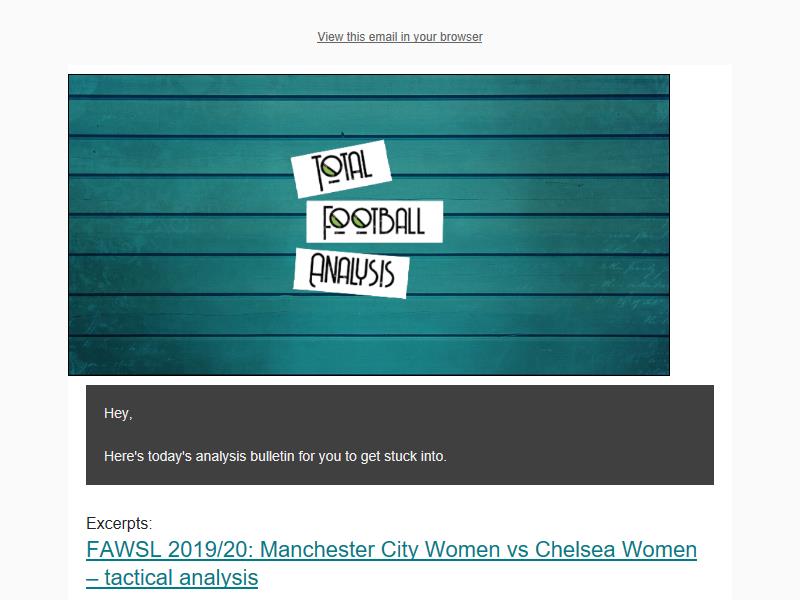 View this email in your browser
TOTAL
FOOTBALL
ANALYSIS
Hey,
Here's today's analysis bulletin for you to get stuck into.
Excerpts:
FAWSL 2019/20: Manchester City Women vs Chelsea Women
– tactical analysis